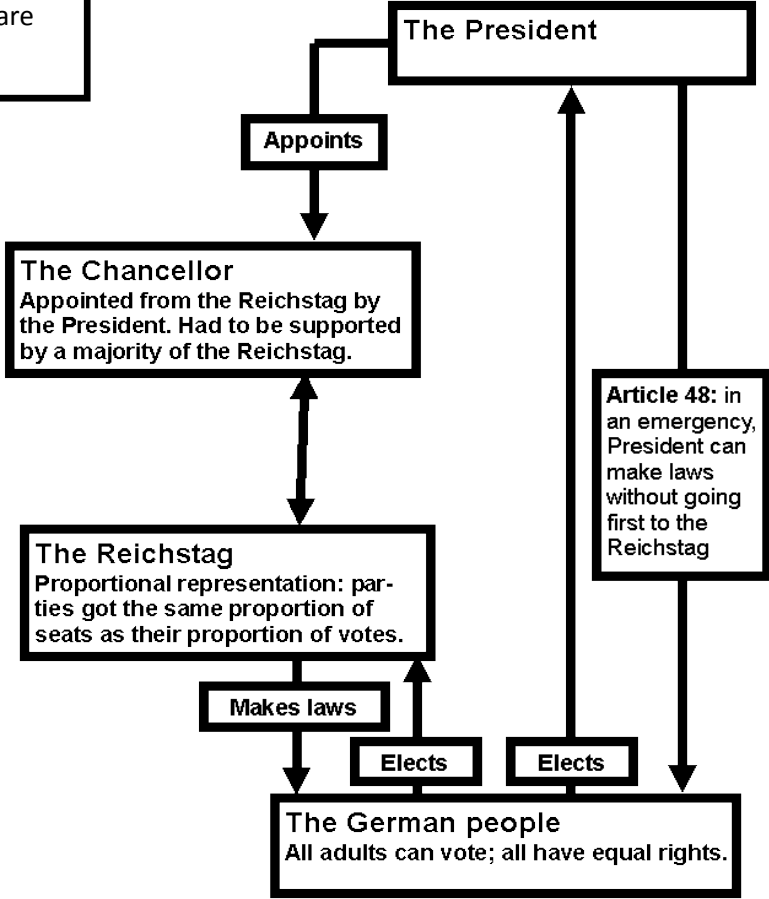 are
The President
Appoints
The Chancellor
Appointed from the Reichstag by
the President. Had to be supported
by a majority of the Reichstag.
Article 48: in
an emergency,
President can
make laws
without going
first to the
Reichstag
The Reichstag
Proportional representation: par-
ties got the same proportion of
seats as their proportion of votes.
Makes laws
Elects
Elects
The German people
All adults can vote; all have equal rights.